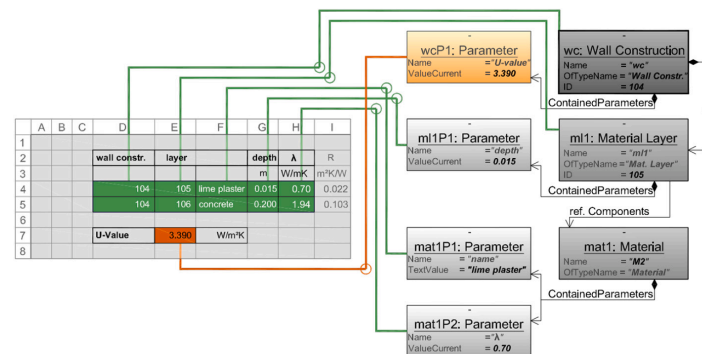 -
wcP1: Parameter
Name ="U-value"
ValueCurrent = 3.390
-
wc: Wall Construction
Name = "wc"
OfTypeName = "Wall Constr."
ID = 104
ContainedParameters
-
ml1P1: Parameter
Name ="depth"
ValueCurrent = 0.015
-
ml1: Material Layer
Name ="ml1"
OfTypeName ="Mat. Layer"
ID = 105
ContainedParameters
ref. Components
A B C D E F G H I
1
2 wall constr. layer depth λ R
3 m W/mK m²K/W
4 104 105 lime plaster 0.015 0.70 0.022
5 104 106 concrete 0.200 1.94 0.103
6
7 U-Value 3.390 W/m²K
8
-
mat1P1: Parameter
Name ="name"
TextValue = "lime plaster"
-
mat1: Material
Name = "M2"
OfTypeName = "Material"
ContainedParameters
-
mat1P2: Parameter
Name ="λ"
ValueCurrent = 0.70